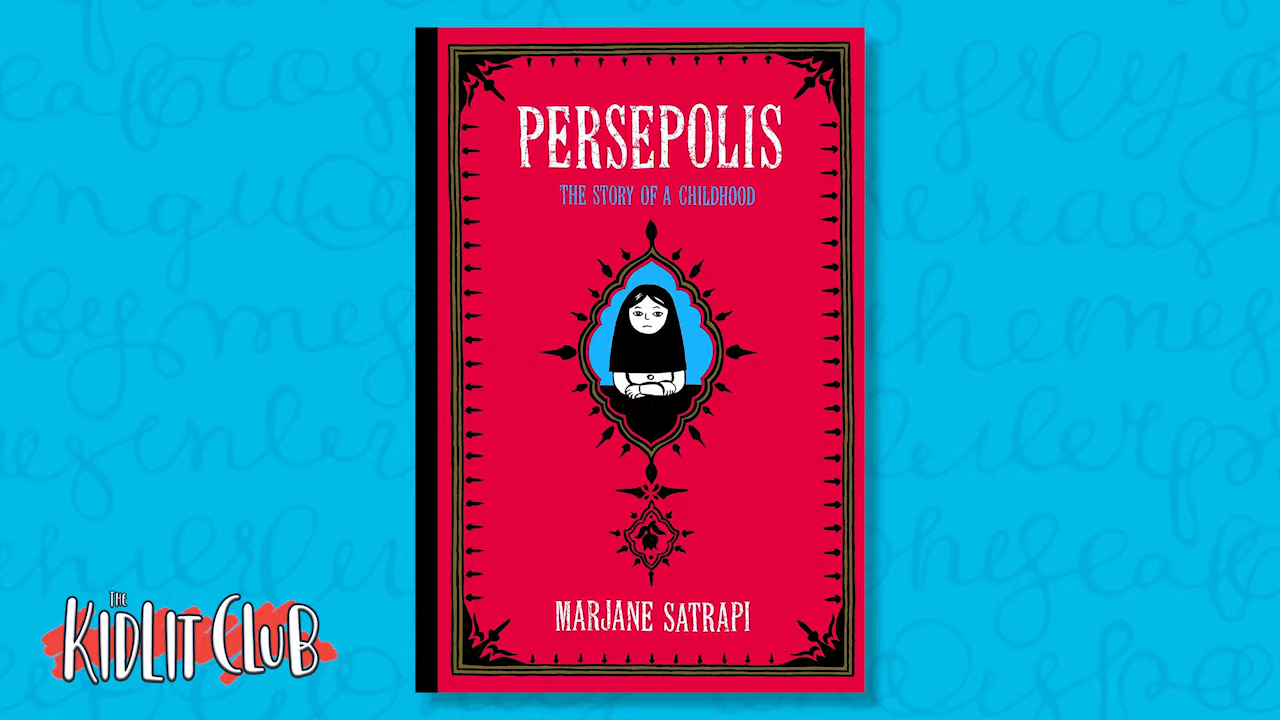 PERSEPOLIS
THE STORY OF A CHILDHOOD
MARJANE SATRAPI
THE
KIDLIT CLUB